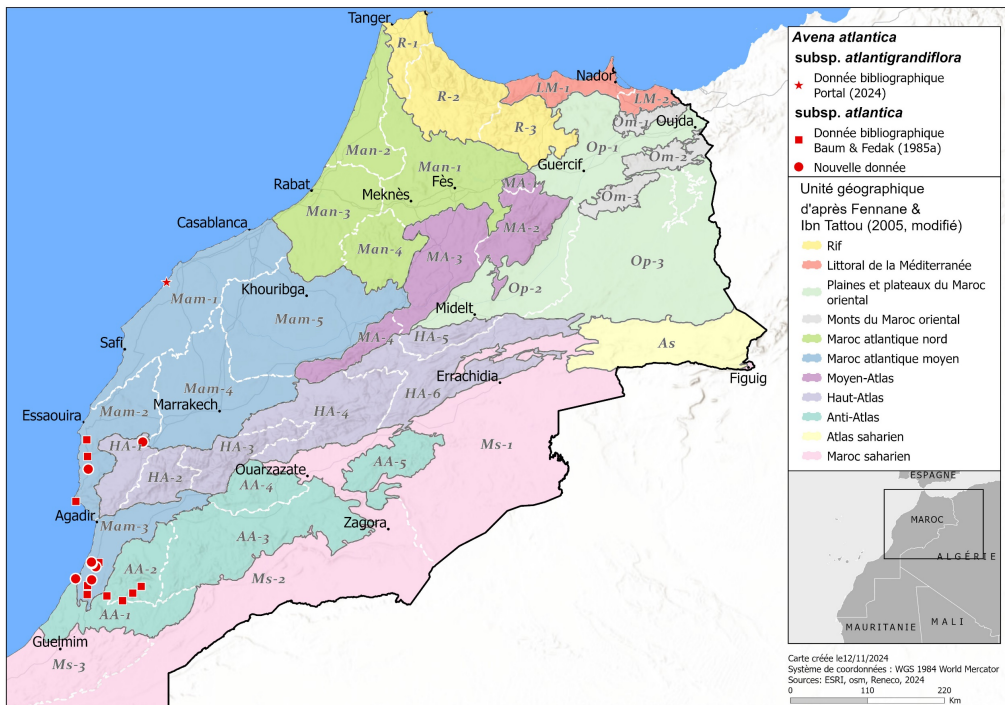 Tanger
R-1
R-2
R-3
LM-1
Nador
LM-2
Om-1
Oujda
Op-1
Om-2
Guercif
Om-3
Man-2
Man-1
Fès
Rabat
Meknès
Man-3
MA-1
MA-2
Casablanca
Man-4
MA-3
Op-3
Mam-1
Khouribga
Mam-5
Op-2
Midelt
Safi
MA-4
HA-5
As
Errachidia
Figuig
Mam-4
Mam-2
Marrakech
HA-4
HA-6
Essaouira
HA-1
HA-3
Ms-1
HA-2
Ouarzazate
AA-5
AA-4
Agadir
Mam-3
Zagora
AA-3
AA-2
Ms-2
AA-1
Guelmim
Ms-3
Avena atlantica
subsp. atlantigrandiflora
Donnée bibliographique
Portal (2024)
subsp. atlantica
Donnée bibliographique
Baum & Fedak (1985a)
Nouvelle donnée
Unité géographique
d'après Fennane &
Ibn Tattou (2005, modifié)
Rif
Littoral de la Méditerranée
Plaines et plateaux du Maroc
oriental
Monts du Maroc oriental
Maroc atlantique nord
Maroc atlantique moyen
Moyen-Atlas
Haut-Atlas
Anti-Atlas
Atlas saharien
Maroc saharien
ESPAGNE
MAROC
ALGÉRIE
MAURITANIE
MALI
Carte créée le12/11/2024
Système de coordonnées : WGS 1984 World Mercator
Sources: ESRI, osm, Reneco, 2024
0 110 220
Km